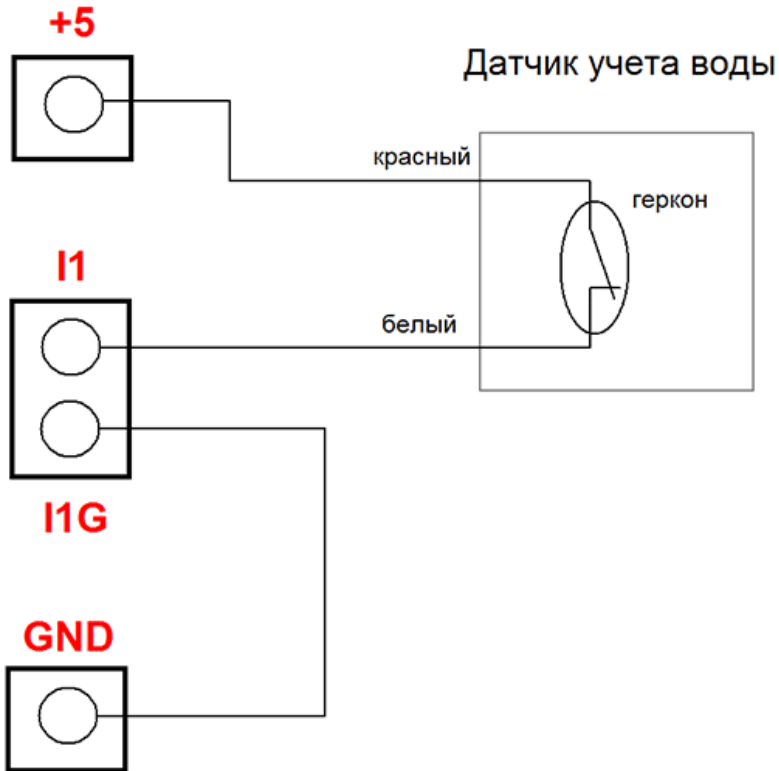 +5
Датчик учета воды
красный
геркон
I1
белый
I1G
GND